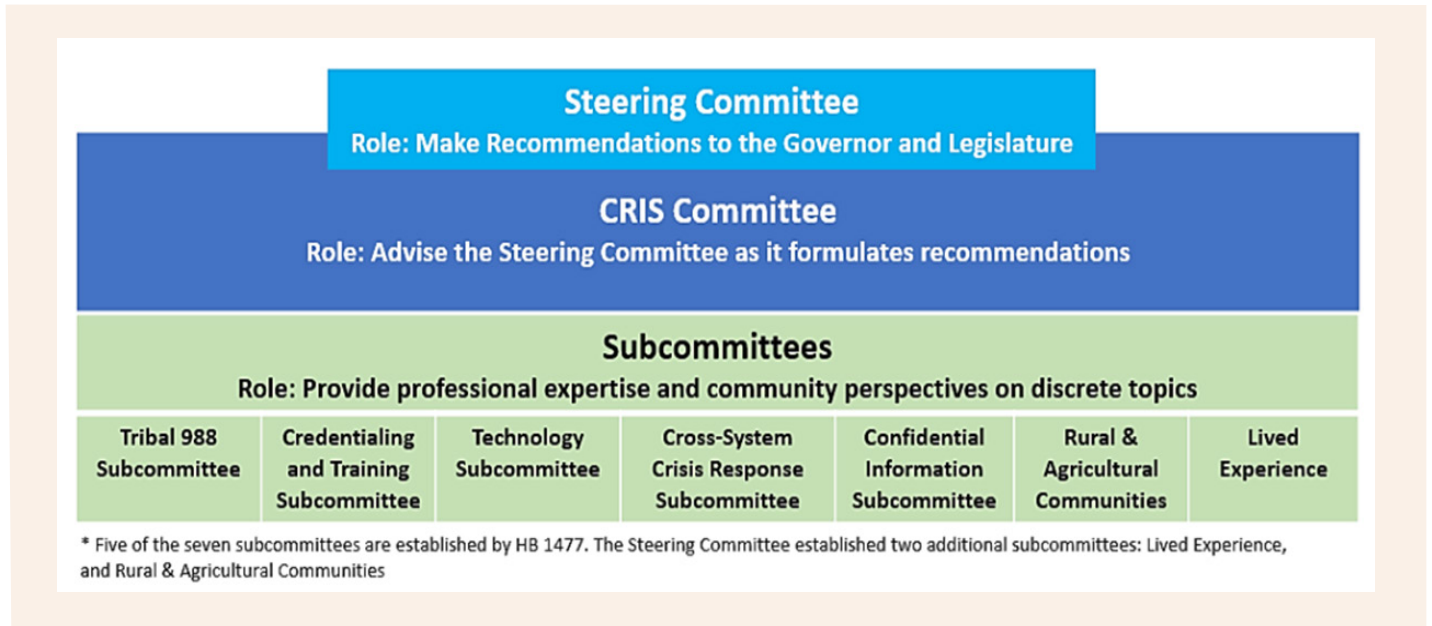 Steering Committee
Role: Make Recommendations to the Governor and Legislature
CRIS Committee
Role: Advise the Steering Committee as it formulates recommendations
Subcommittees
Role: Provide professional expertise and community perspectives on discrete topics
Tribal 988
Subcommittee
Credentialing
and Training
Subcommittee
Technology
Subcommittee
Cross-System
Crisis Response
Subcommittee
Confidential
Information
Subcommittee
Rural &
Agricultural
Communities
Lived
Experience
* Five of the seven subcommittees are established by HB 1477. The Steering Committee established two additional subcommittees: Lived Experience,
and Rural & Agricultural Communities